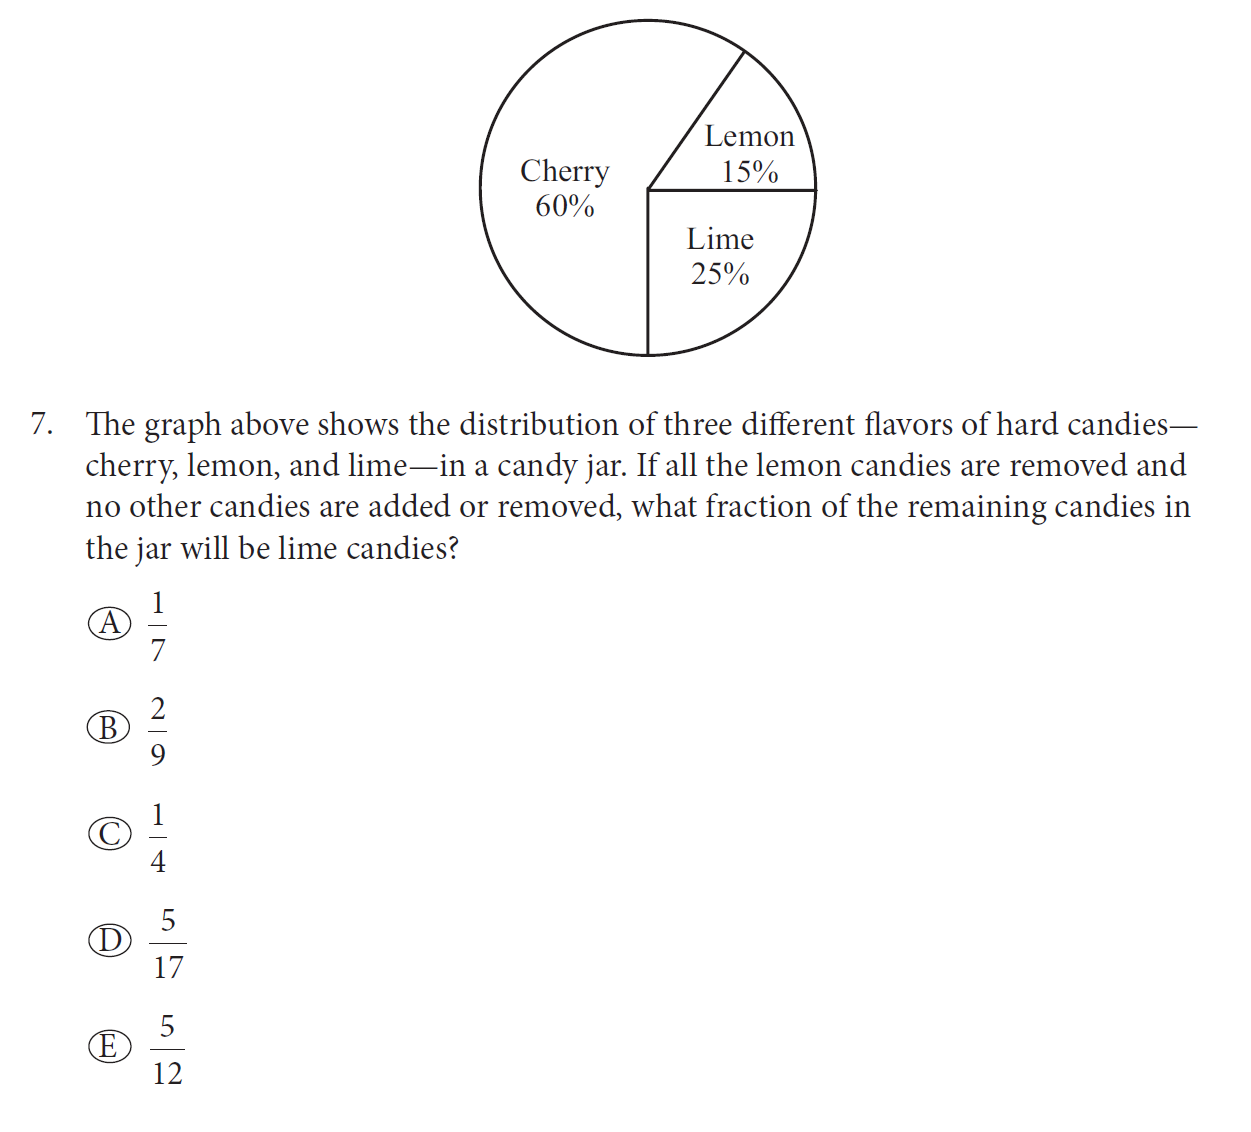 Lemon
15%
Cherry
60%
Lime
25%
7. The graph above shows the distribution of three different flavors of hard candies—
cherry, lemon, and lime—in a candy jar. If all the lemon candies are removed and
no other candies are added or removed, what fraction of the remaining candies in
the jar will be lime candies?
A 1/7
B 2/9
C 1/4
D 5/17
E 5/12